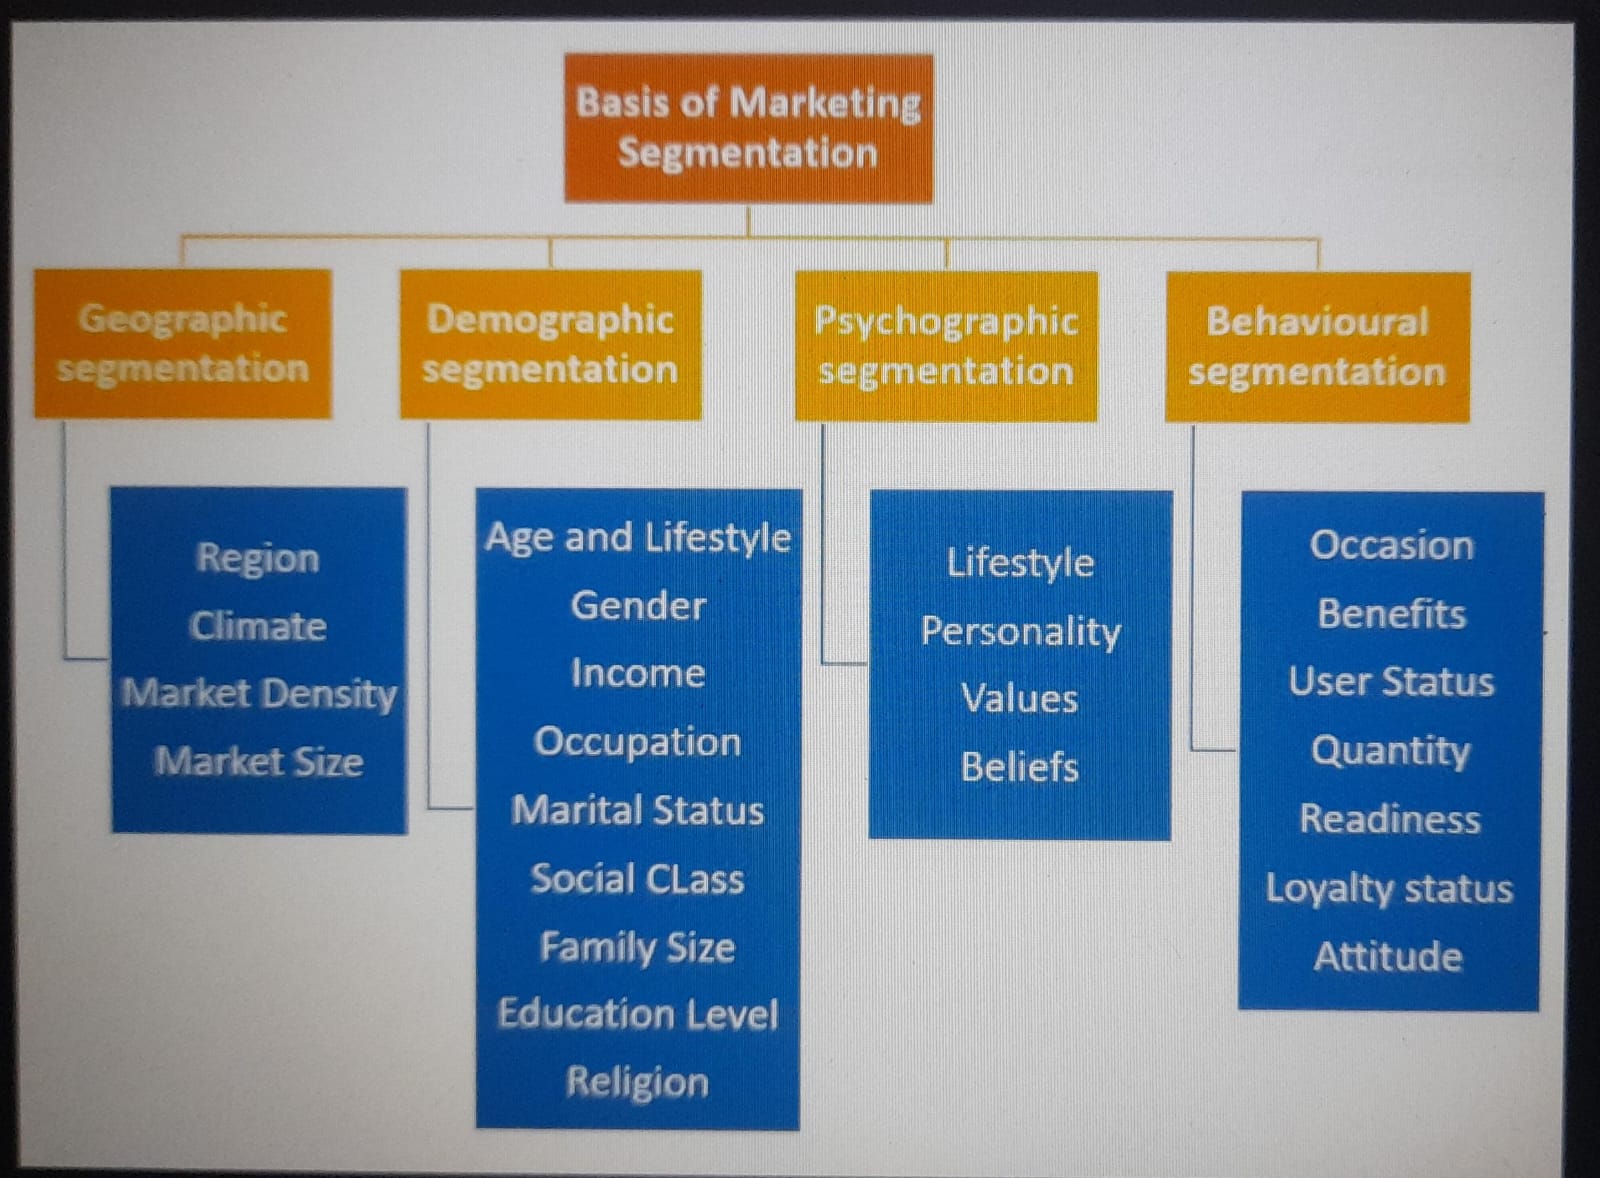 Basis of Marketing
Segmentation
Geographic
segmentation
Demographic
segmentation
Psychographic
segmentation
Behavioural
segmentation
Region
Climate
Market Density
Market Size
Age and Lifestyle
Gender
Income
Occupation
Marital Status
Social CLass
Family Size
Education Level
Religion
Lifestyle
Personality
Values
Beliefs
Occasion
Benefits
User Status
Quantity
Readiness
Loyalty status
Attitude